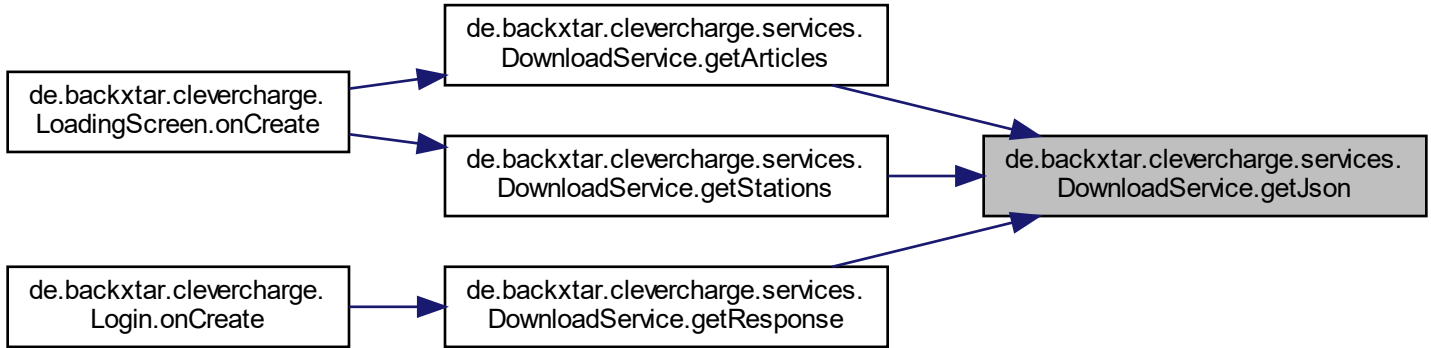 de.backxtar.clevercharge.services.
DownloadService.getArticles
de.backxtar.clevercharge.
LoadingScreen.onCreate
de.backxtar.clevercharge.services.
DownloadService.getStations
de.backxtar.clevercharge.services.
DownloadService.getJson
de.backxtar.clevercharge.
Login.onCreate
de.backxtar.clevercharge.services.
DownloadService.getResponse